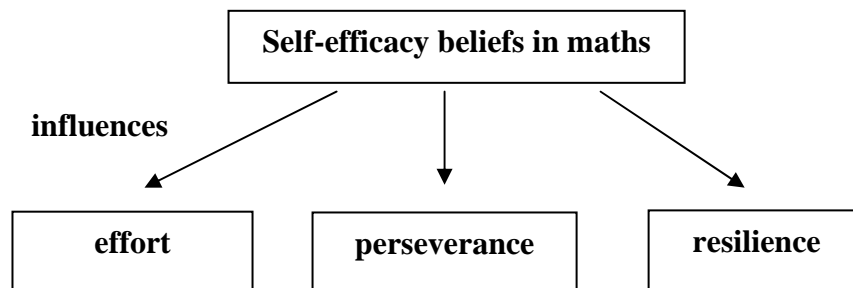 Self-efficacy beliefs in maths
influences
effort
perseverance
resilience